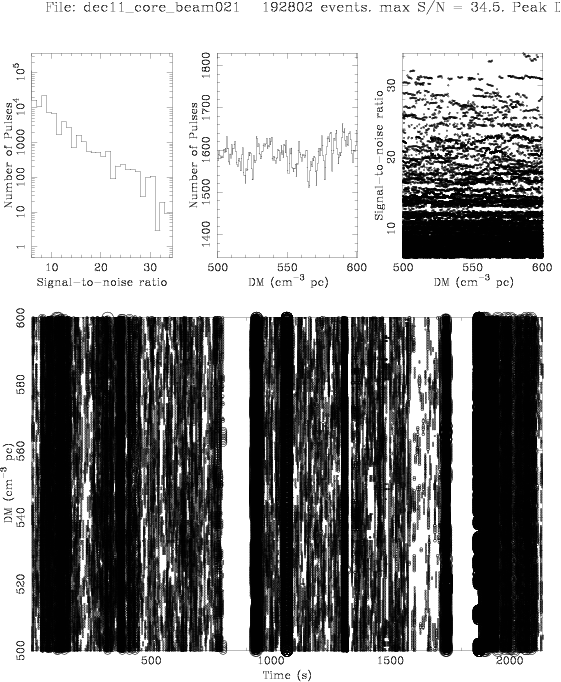 File: dec11_core_beam021 192802 events. max S/N = 34.5. Peak D
10^5
10^4
1000
100
10
1
Number of Pulses
10 20 30
Signal-to-noise ratio
1800
1700
1600
1500
1400
Number of Pulses
500 550 600
DM (cm^-3 pc)
30
20
10
Signal-to-noise ratio
500 550 600
DM (cm^-3 pc)
600
580
560
540
520
500
DM (cm^-3 pc)
500 1000 1500 2000
Time (s)